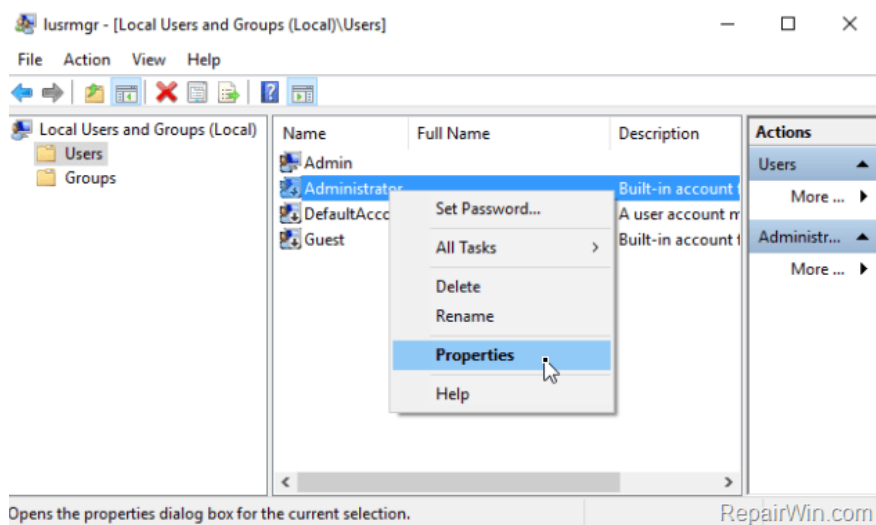 lusrmgr - [Local Users and Groups (Local)\Users]
File Action View Help
Local Users and Groups (Local)
Users
Groups
Name Full Name Description
Admin
Administrator Built-in account f
DefaultAcco A user account m
Guest Built-in account f
Set Password...
All Tasks
Delete
Rename
Properties
Help
Actions
Users
More ...
Administr...
More ...
Opens the properties dialog box for the current selection.
RepairWin.com